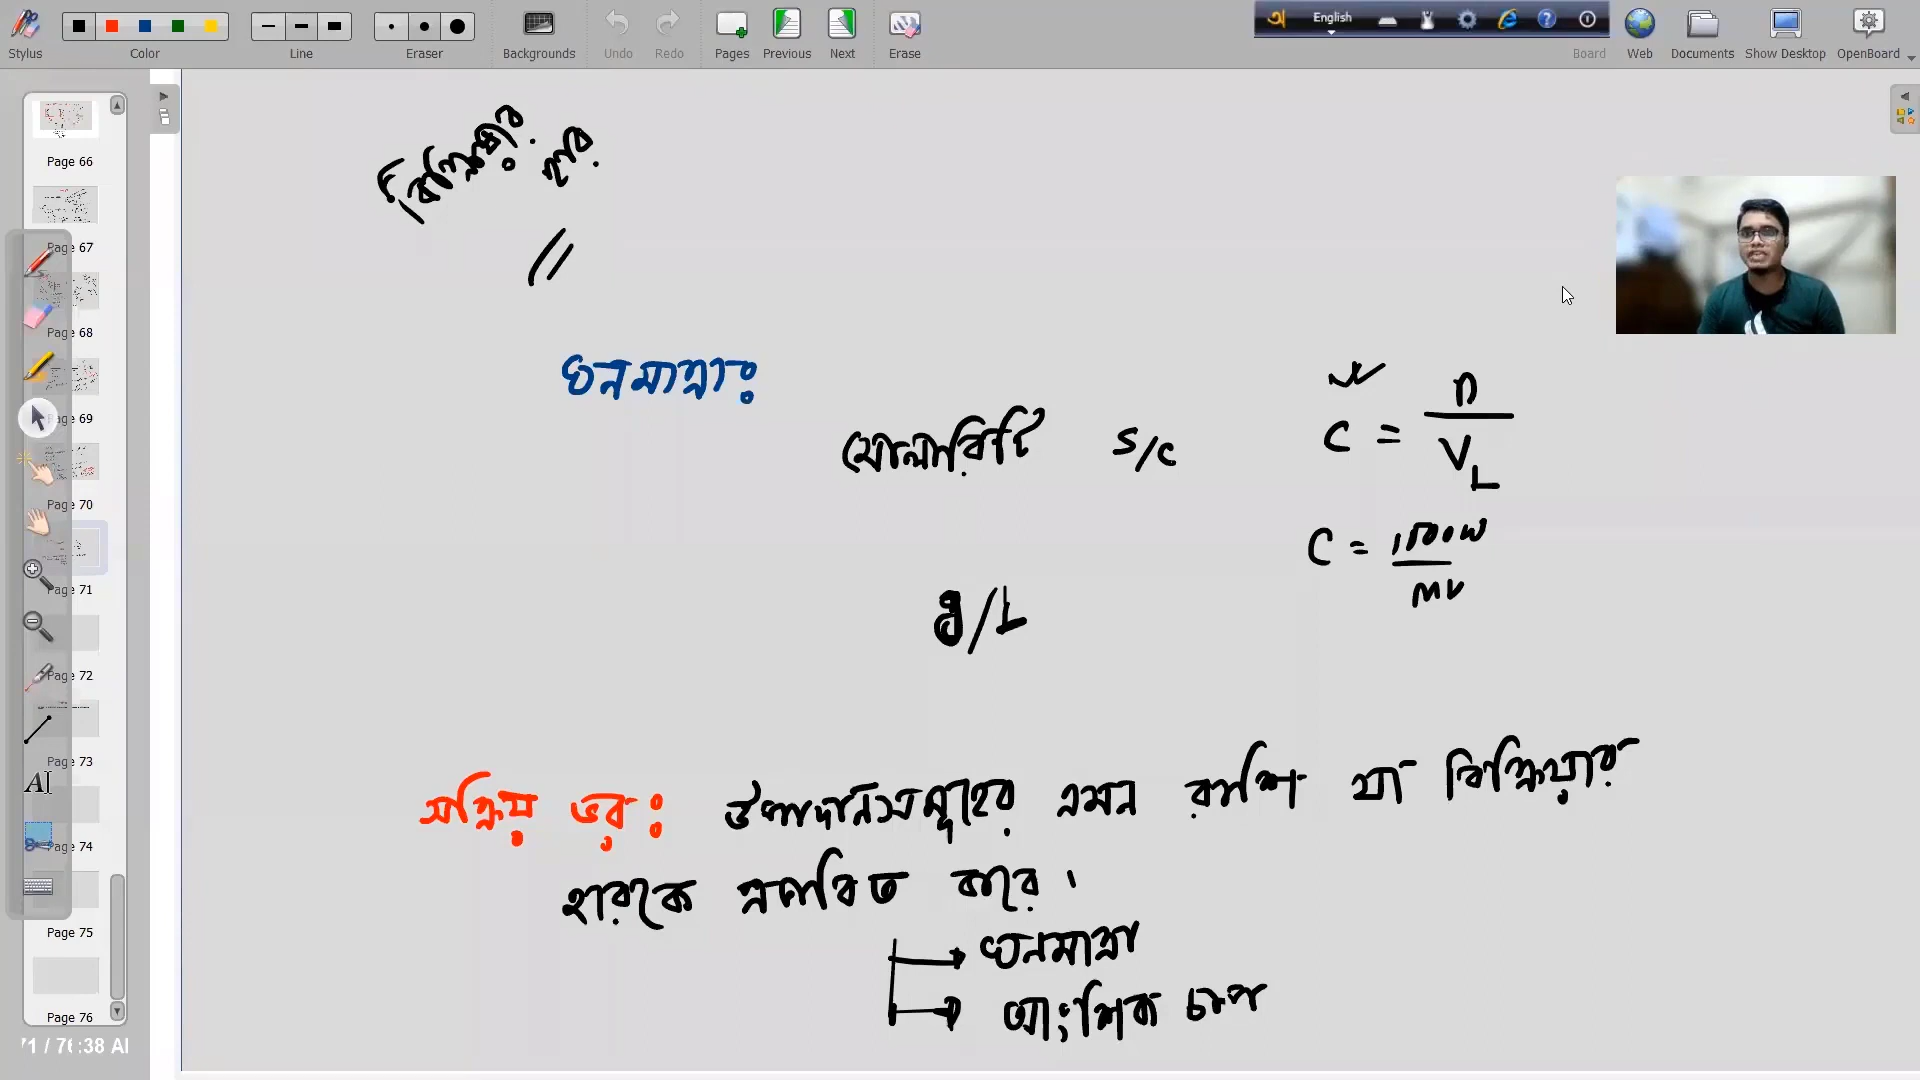 Stylus
Color
Line
Eraser
Backgrounds
Undo
Redo
Pages
Previous
Next
Erase
English
Board
Web
Documents
Show Desktop
OpenBoard
Page 66
Page 67
Page 68
Page 69
Page 70
Page 71
Page 72
Page 73
Page 74
Page 75
Page 76
বিক্রিয়ার হার
ঘনমাত্রাঃ
মোলারিটি S/C
C = n / V L
C = 1000w / MV
g/L
সক্রিয় ভরঃ উপাদানসমূহের এমন রাশি যা বিক্রিয়ার
হারকে প্রভাবিত করে।
ঘনমাত্রা
আংশিক চাপ